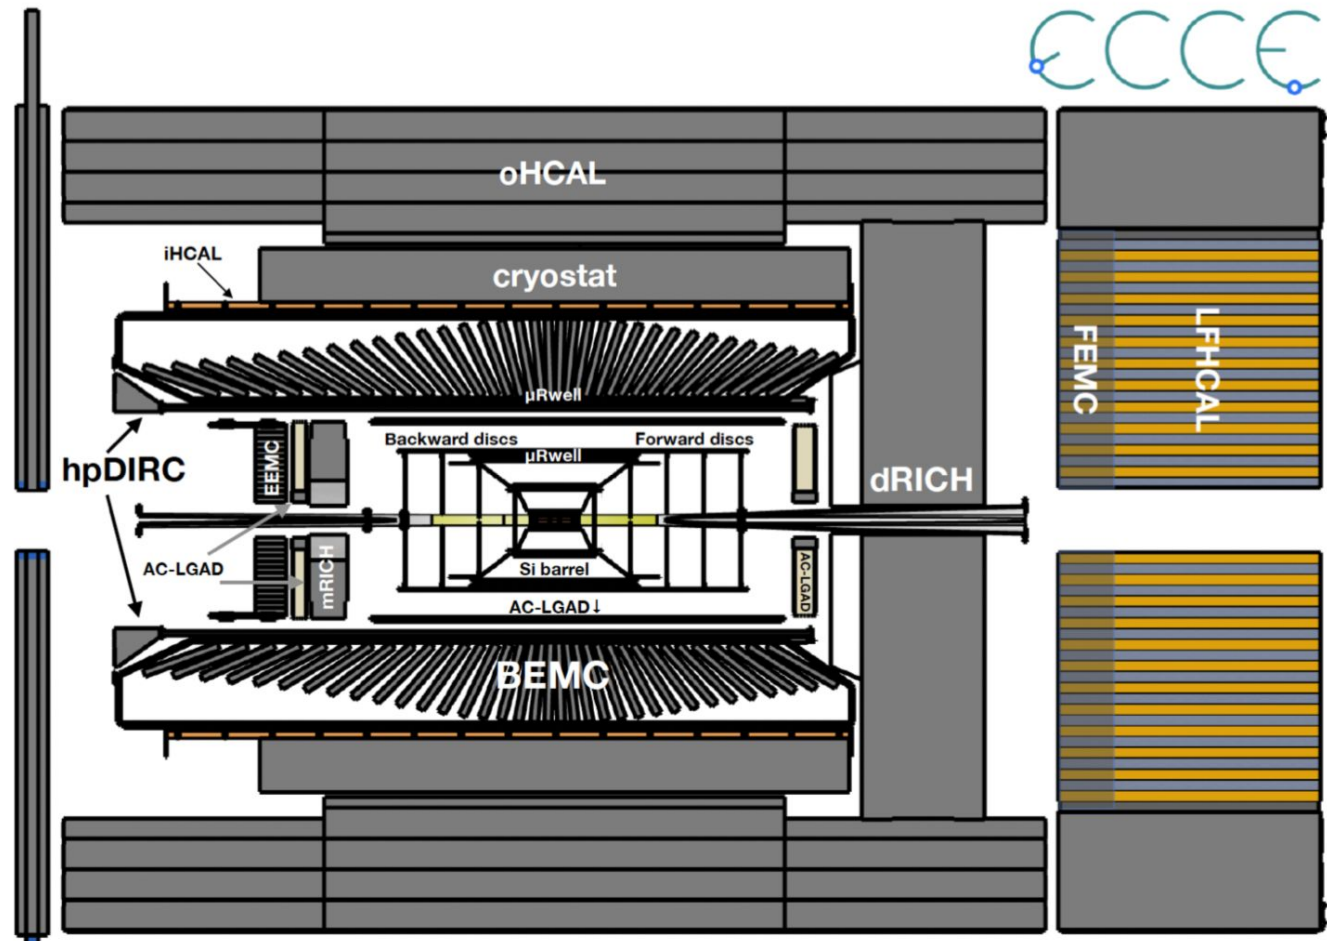 ECCE
oHCAL
iHCAL
cryostat
µRwell
Backward discs
Forward discs
µRwell
EEMC
hpDIRC
dRICH
FEMC
LFHCAL
AC-LGAD
mRICH
Si barrel
AC-LGAD
AC-LGAD↓
BEMC